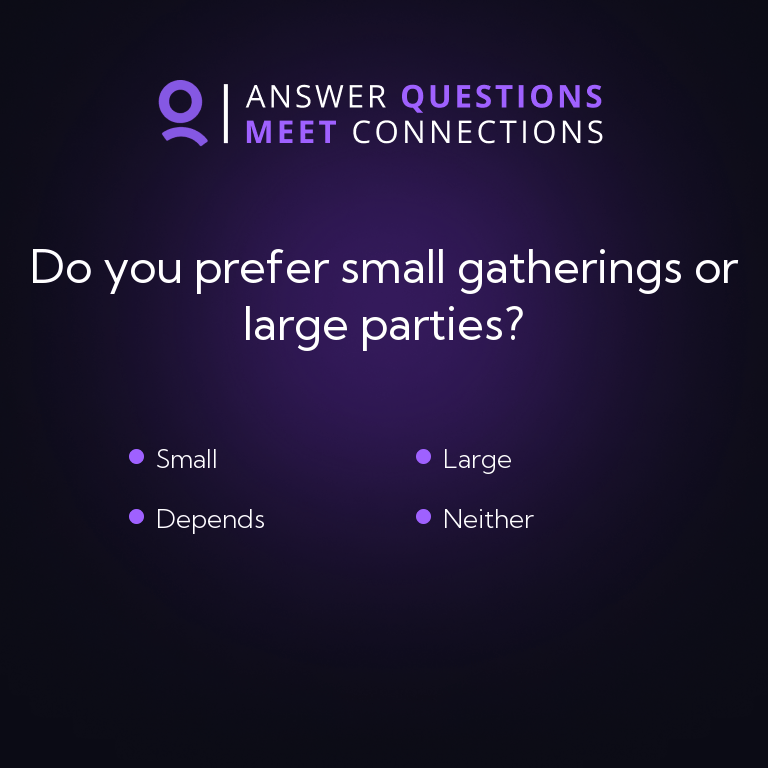 ANSWER QUESTIONS
MEET CONNECTIONS
Do you prefer small gatherings or
large parties?
Small
Large
Depends
Neither